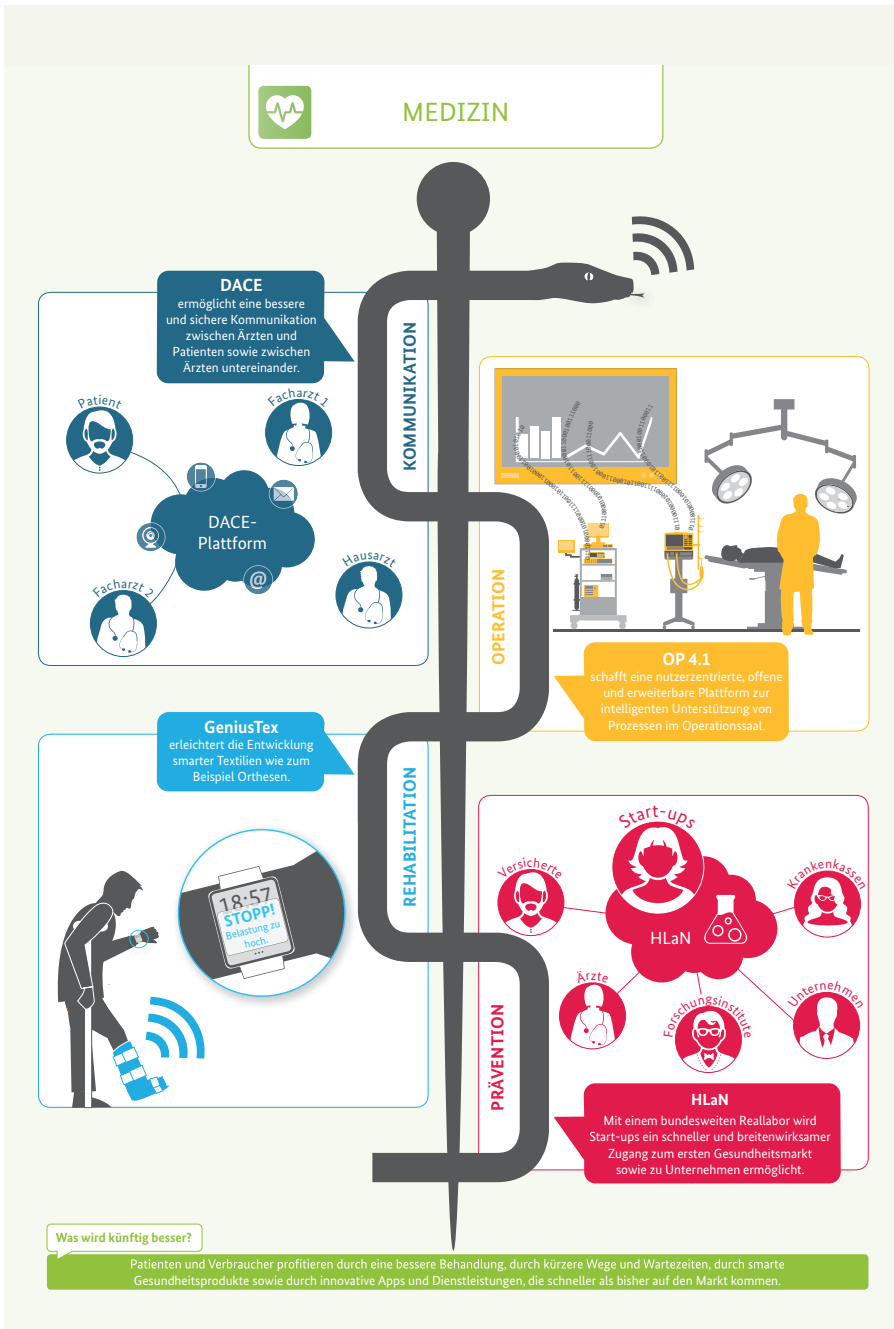 MEDIZIN
DACE
ermöglicht eine bessere
und sichere Kommunikation
zwischen Ärzten und
Patienten sowie zwischen
Ärzten untereinander.
KOMMUNIKATION
Patient
Facharzt 1
DACE-
Plattform
@
Hausarzt
Facharzt 2
OPERATION
OP 4.1
schafft eine nutzerzentrierte, offene
und erweiterbare Plattform zur
intelligenten Unterstützung von
Prozessen im Operationssaal.
GeniusTex
erleichtert die Entwicklung
smarter Textilien wie zum
Beispiel Orthesen.
REHABILITATION
18:57
STOPP!
Belastung zu
hoch.
PRÄVENTION
Start-ups
Versicherte
Krankenkassen
HLaN
Ärzte
Forschungsinstitute
Unternehmen
HLaN
Mit einem bundesweiten Reallabor wird
Start-ups ein schneller und breitenwirksamer
Zugang zum ersten Gesundheitsmarkt
sowie zu Unternehmen ermöglicht.
Was wird künftig besser?
Patienten und Verbraucher profitieren durch eine bessere Behandlung, durch kürzere Wege und Wartezeiten, durch smarte
Gesundheitsprodukte sowie durch innovative Apps und Dienstleistungen, die schneller als bisher auf den Markt kommen.